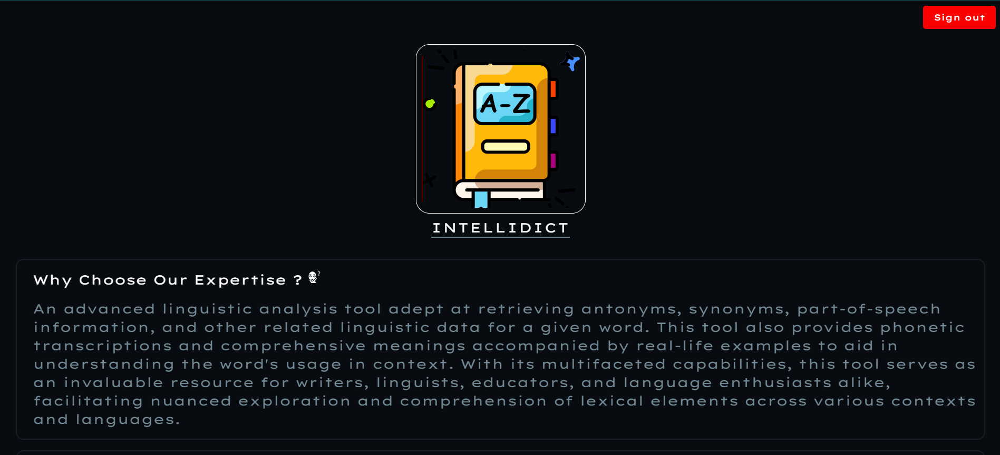 Sign out
A-Z
INTELLIDICT
Why Choose Our Expertise ?
An advanced linguistic analysis tool adept at retrieving antonyms, synonyms, part-of-speech
information, and other related linguistic data for a given word. This tool also provides phonetic
transcriptions and comprehensive meanings accompanied by real-life examples to aid in
understanding the word's usage in context. With its multifaceted capabilities, this tool serves as
an invaluable resource for writers, linguists, educators, and language enthusiasts alike,
facilitating nuanced exploration and comprehension of lexical elements across various contexts
and languages.